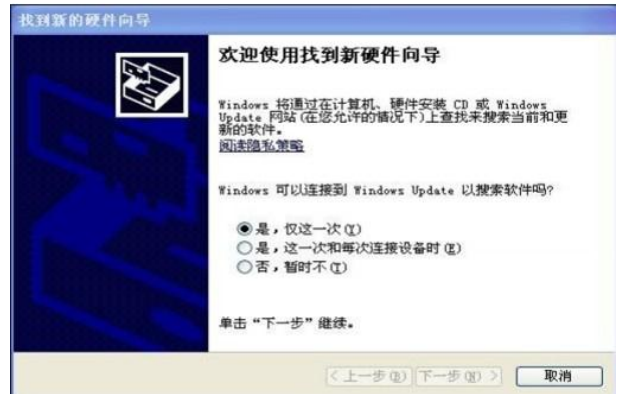 找到新的硬件向导
欢迎使用找到新硬件向导
Windows 将通过在计算机、硬件安装 CD 或 Windows
Update 网站(在您允许的情况下)上查找来搜索当前和更
新的软件。
阅读隐私策略
Windows 可以连接到 Windows Update 以搜索软件吗?
是，仅这一次(Y)
是，这一次和每次连接设备时(E)
否，暂时不(T)
单击“下一步”继续。
<上一步(B) 下一步(N) > 取消